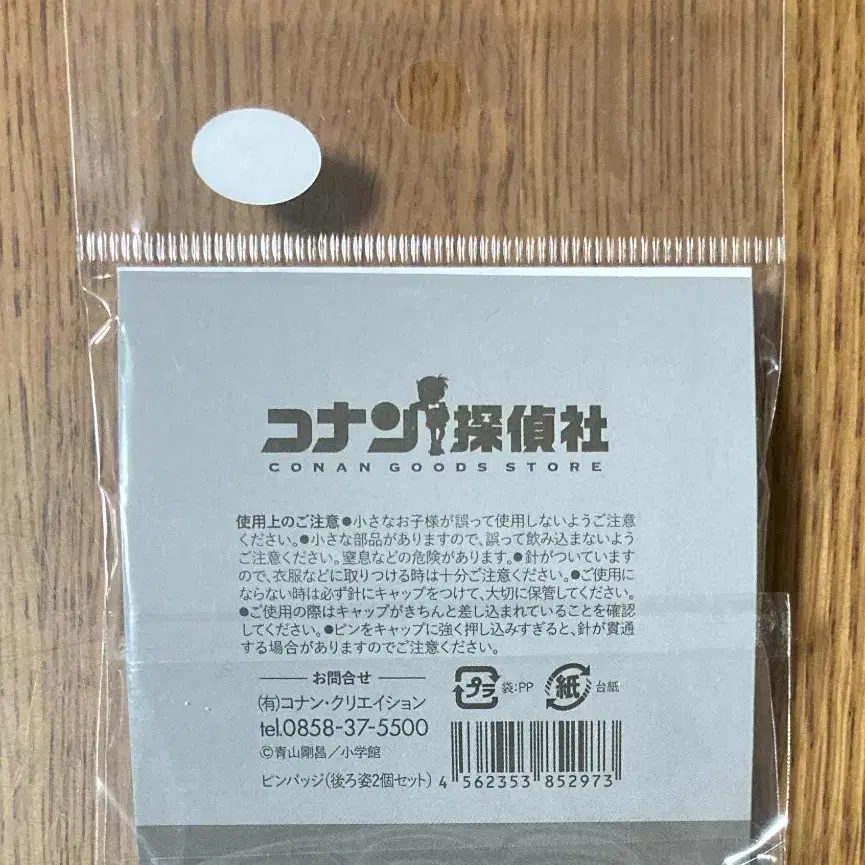 コナン探偵社
CONAN GOODS STORE
使用上のご注意●小さなお子様が誤って使用しないようご注意
ください。●小さな部品がありますので、誤って飲み込まないよう
ご注意ください。窒息などの危険があります。●針がついています
ので、衣服などに取りつける時は十分ご注意ください。●ご使用に
ならない時は必ず針にキャップをつけて、大切に保管してください。
●ご使用の際はキャップがきちんと差し込まれていることを確認
してください。●ピンをキャップに強く押し込みすぎると、針が貫通
する場合がありますのでご注意ください。
お問合せ
(有)コナン・クリエイション
tel.0858-37-5500
©青山剛昌/小学館
プラ 袋:PP 紙 台紙
ピンバッジ(後ろ姿2個セット)
4 562353 852973